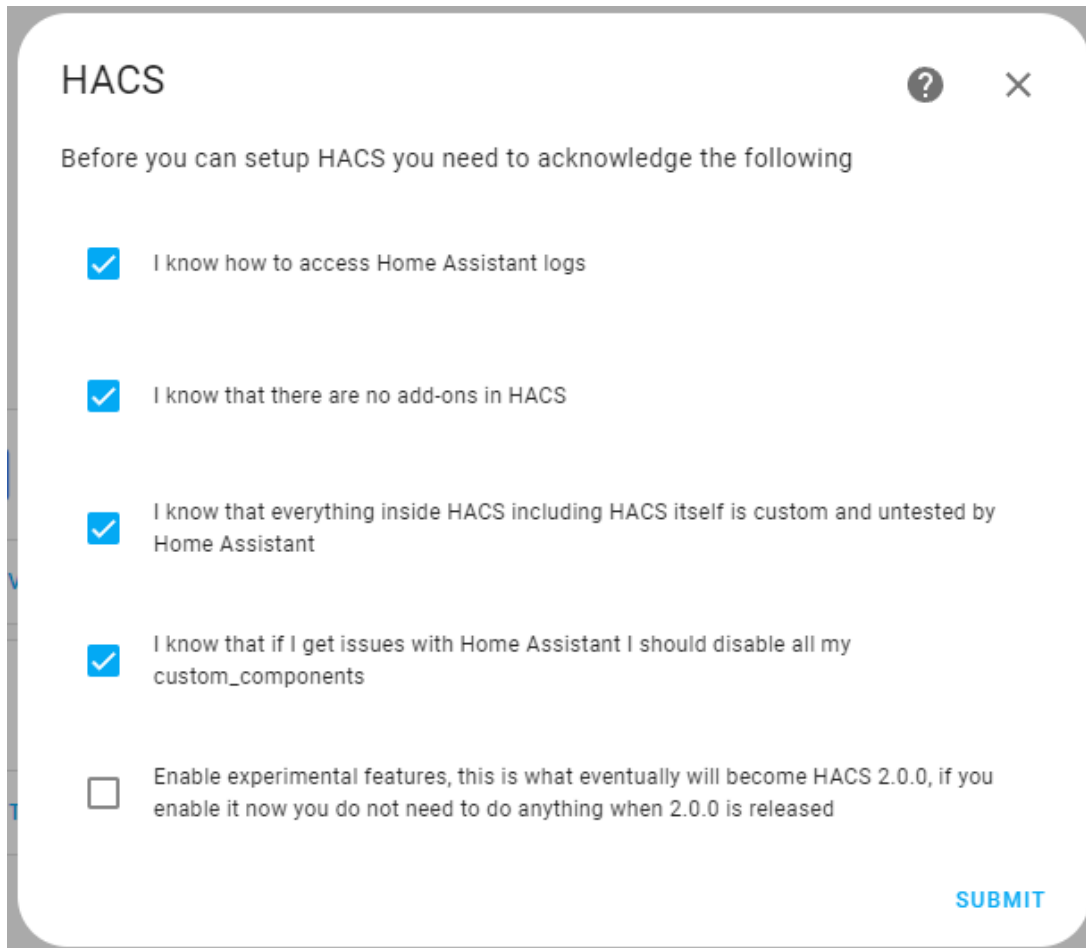 HACS
Before you can setup HACS you need to acknowledge the following
I know how to access Home Assistant logs
I know that there are no add-ons in HACS
I know that everything inside HACS including HACS itself is custom and untested by
Home Assistant
I know that if I get issues with Home Assistant I should disable all my
custom_components
Enable experimental features, this is what eventually will become HACS 2.0.0, if you
enable it now you do not need to do anything when 2.0.0 is released
SUBMIT